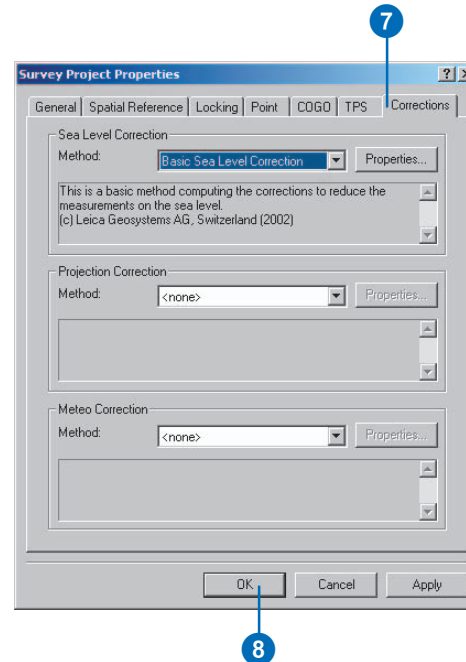 7
Survey Project Properties
General Spatial Reference Locking Point COGO TPS Corrections
Sea Level Correction
Method: Basic Sea Level Correction Properties...
This is a basic method computing the corrections to reduce the
measurements on the sea level.
(c) Leica Geosystems AG, Switzerland (2002)
Projection Correction
Method: <none> Properties...
Meteo Correction
Method: <none> Properties...
OK Cancel Apply
8